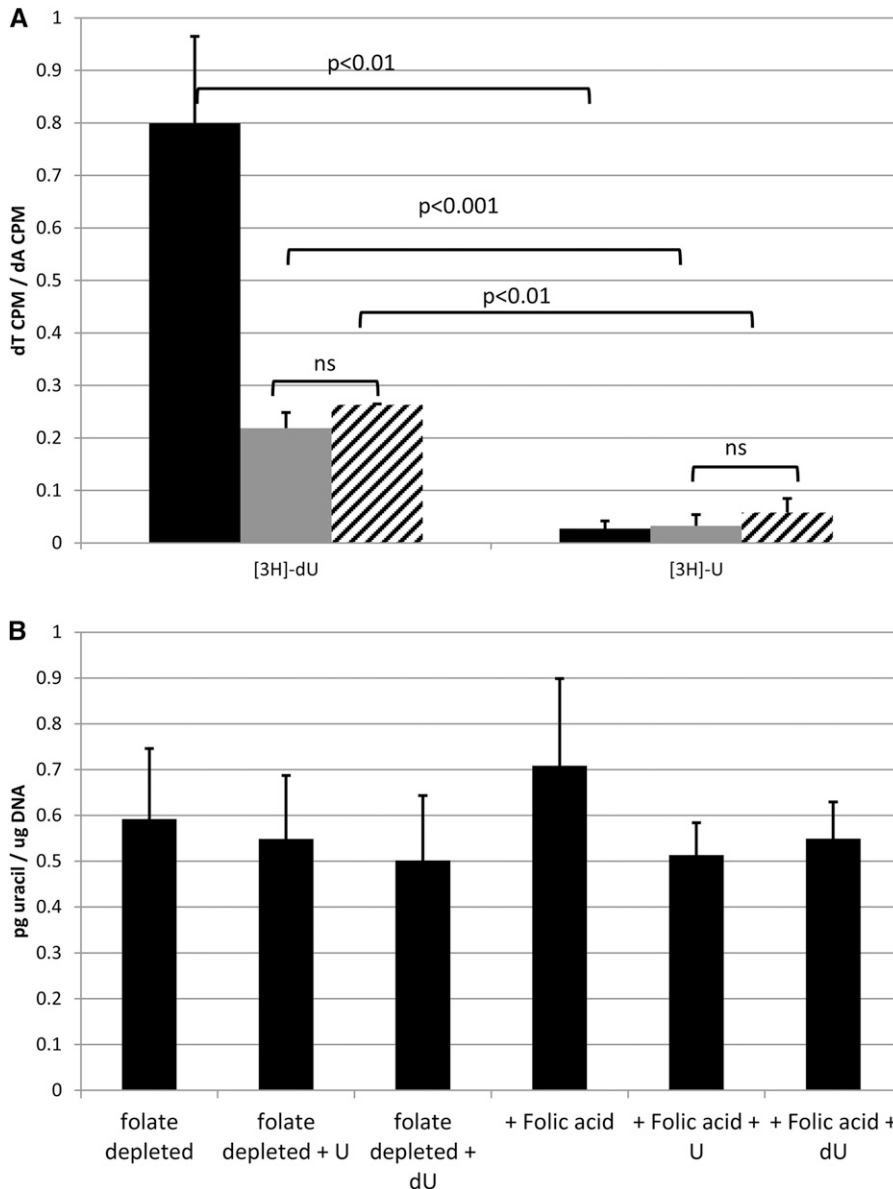 A
dT CPM / dA CPM
1
0.9
0.8
0.7
0.6
0.5
0.4
0.3
0.2
0.1
0
p<0.01
p<0.001
p<0.01
ns
ns
[3H]-dU
[3H]-U
B
pg uracil / ug DNA
1
0.9
0.8
0.7
0.6
0.5
0.4
0.3
0.2
0.1
0
folate
depleted
folate
depleted + U
folate
depleted +
dU
+ Folic acid
+ Folic acid +
U
+ Folic acid +
dU